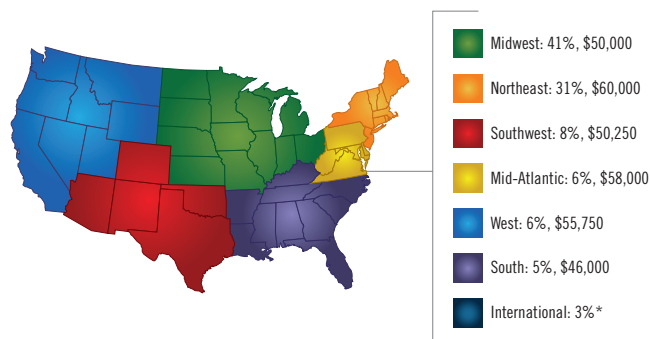 Midwest: 41%, $50,000
Northeast: 31%, $60,000
Southwest: 8%, $50,250
Mid-Atlantic: 6%, $58,000
West: 6%, $55,750
South: 5%, $46,000
International: 3%*